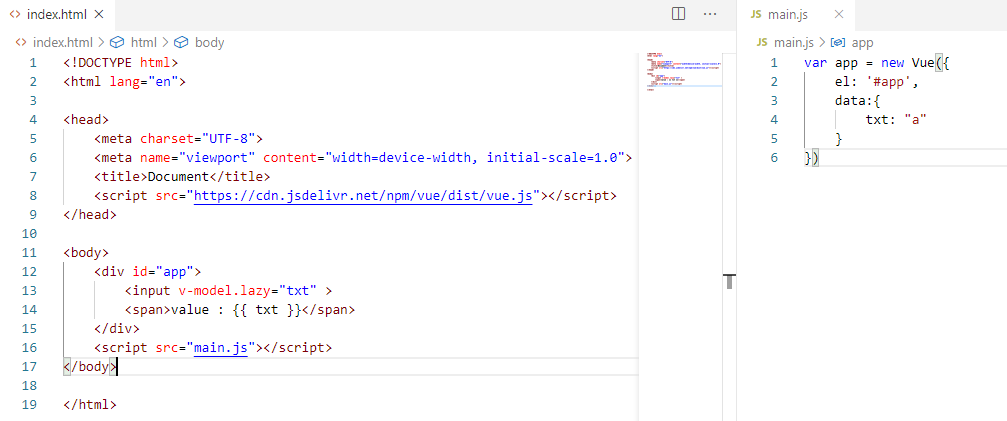 index.html
index.html > html > body
1 <!DOCTYPE html>
2 <html lang="en">
3
4 <head>
5 <meta charset="UTF-8">
6 <meta name="viewport" content="width=device-width, initial-scale=1.0">
7 <title>Document</title>
8 <script src="https://cdn.jsdelivr.net/npm/vue/dist/vue.js"></script>
9 </head>
10
11 <body>
12 <div id="app">
13 <input v-model.lazy="txt" >
14 <span>value : {{ txt }}</span>
15 </div>
16 <script src="main.js"></script>
17 </body>
18
19 </html>
JS main.js
JS main.js > app
1 var app = new Vue({
2 el: '#app',
3 data:{
4 txt: "a"
5 }
6 })